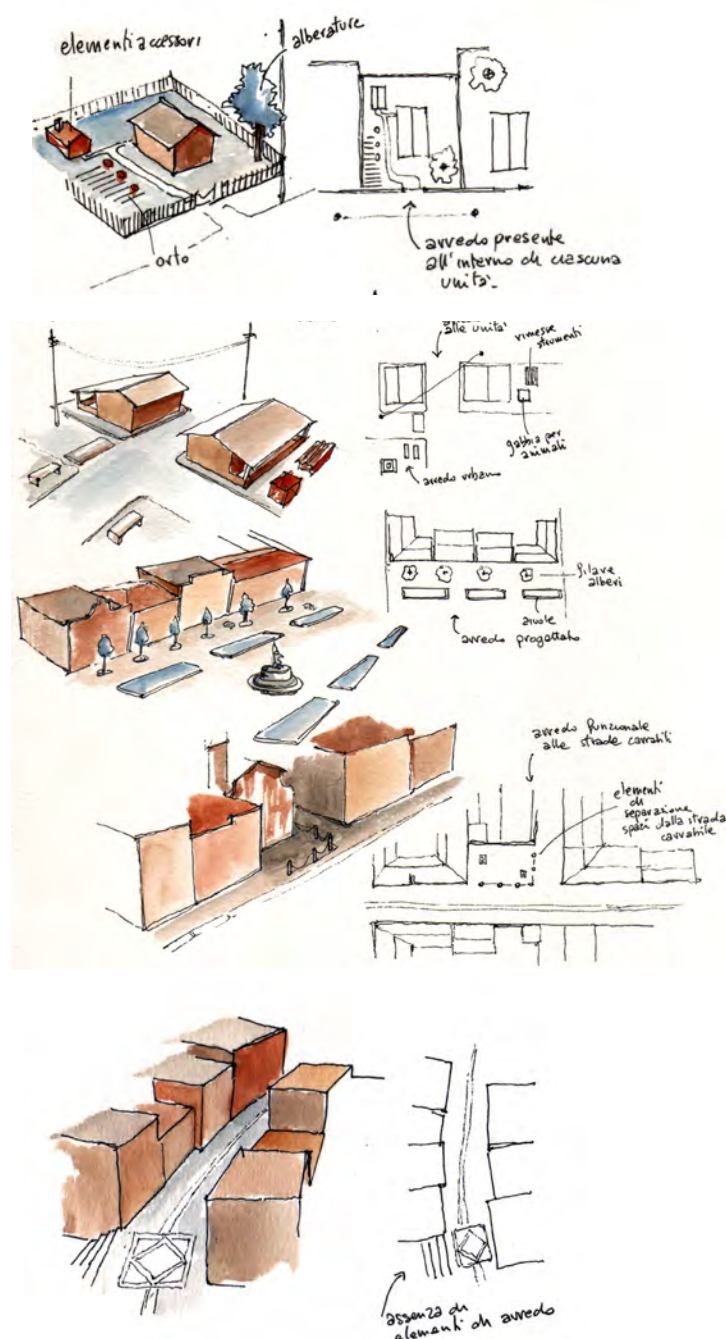 elementi accessori
alberature
orto
arredo presente
all'interno di ciascuna
unità.
alle unità
rimesse
strumenti
gabbia per
animali
arredo urbano
filare
alberi
aiuole
arredo progettato
arredo funzionale
alle strade carrabili
elementi
di
separazione
spazi dalla strada
carrabile
assenza di
elementi di arredo